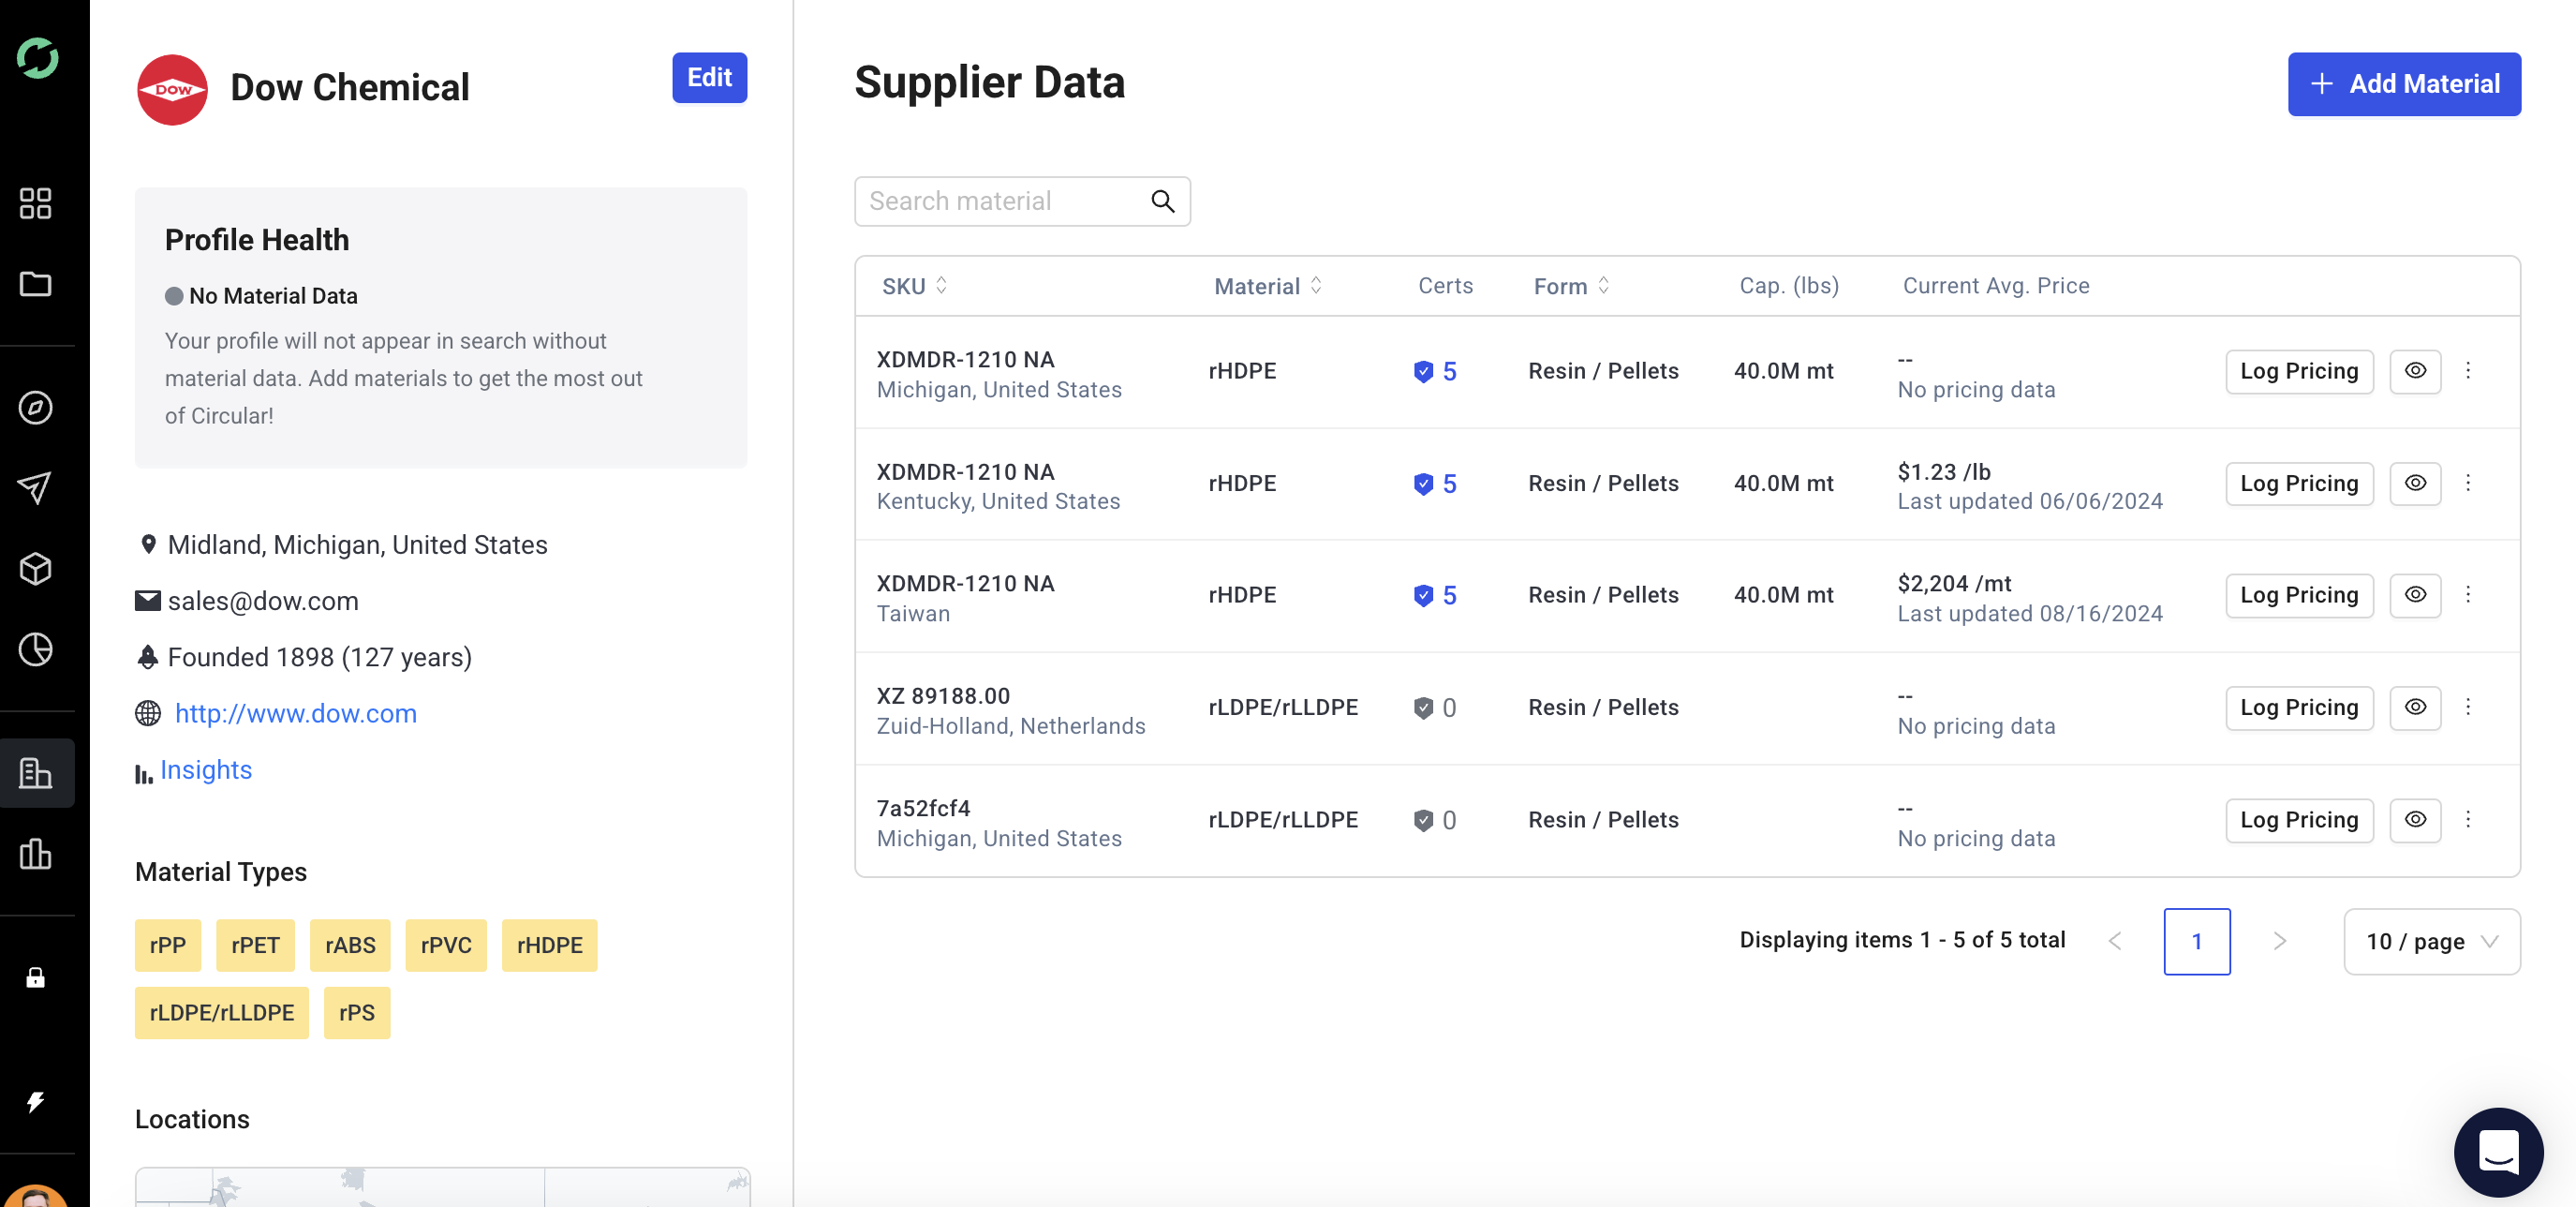 DOW
Dow Chemical
Edit
Profile Health
No Material Data
Your profile will not appear in search without
material data. Add materials to get the most out
of Circular!
Midland, Michigan, United States
sales@dow.com
Founded 1898 (127 years)
http://www.dow.com
Insights
Material Types
rPP rPET rABS rPVC rHDPE
rLDPE/rLLDPE rPS
Locations
Supplier Data
+ Add Material
Search material
SKU Material Certs Form Cap. (lbs) Current Avg. Price
XDMDR-1210 NA rHDPE 5 Resin / Pellets 40.0M mt -- Log Pricing
Michigan, United States No pricing data
XDMDR-1210 NA rHDPE 5 Resin / Pellets 40.0M mt $1.23 /lb Log Pricing
Kentucky, United States Last updated 06/06/2024
XDMDR-1210 NA rHDPE 5 Resin / Pellets 40.0M mt $2,204 /mt Log Pricing
Taiwan Last updated 08/16/2024
XZ 89188.00 rLDPE/rLLDPE 0 Resin / Pellets -- Log Pricing
Zuid-Holland, Netherlands No pricing data
7a52fcf4 rLDPE/rLLDPE 0 Resin / Pellets -- Log Pricing
Michigan, United States No pricing data
Displaying items 1 - 5 of 5 total < 1 > 10 / page